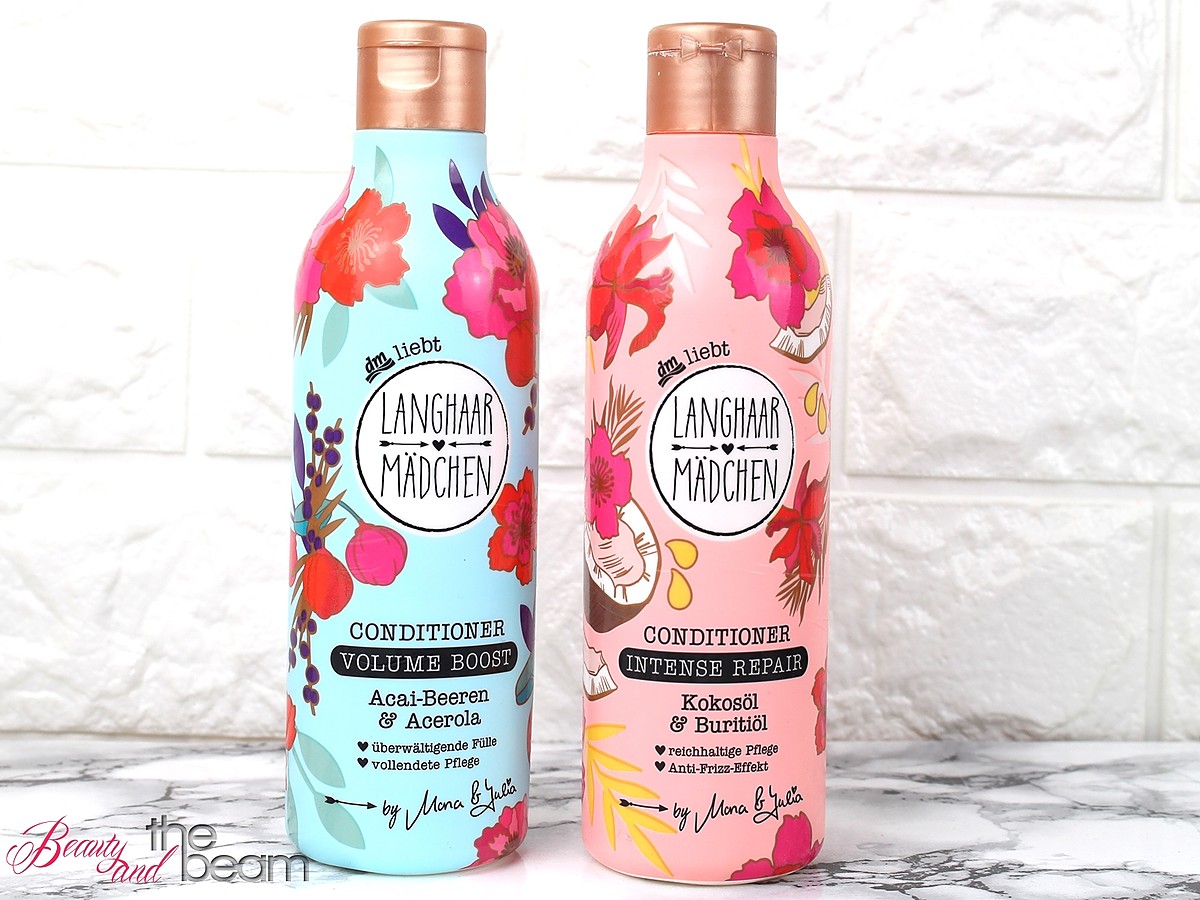 dm liebt
LANGHAAR
MÄDCHEN
CONDITIONER
VOLUME BOOST
Acai-Beeren
& Acerola
♥ überwältigende Fülle
♥ vollendete Pflege
by Mona & Julia
dm liebt
LANGHAAR
MÄDCHEN
CONDITIONER
INTENSE REPAIR
Kokosöl
& Buritiöl
♥ reichhaltige Pflege
♥ Anti-Frizz-Effekt
by Mona & Julia
Beauty and the beam